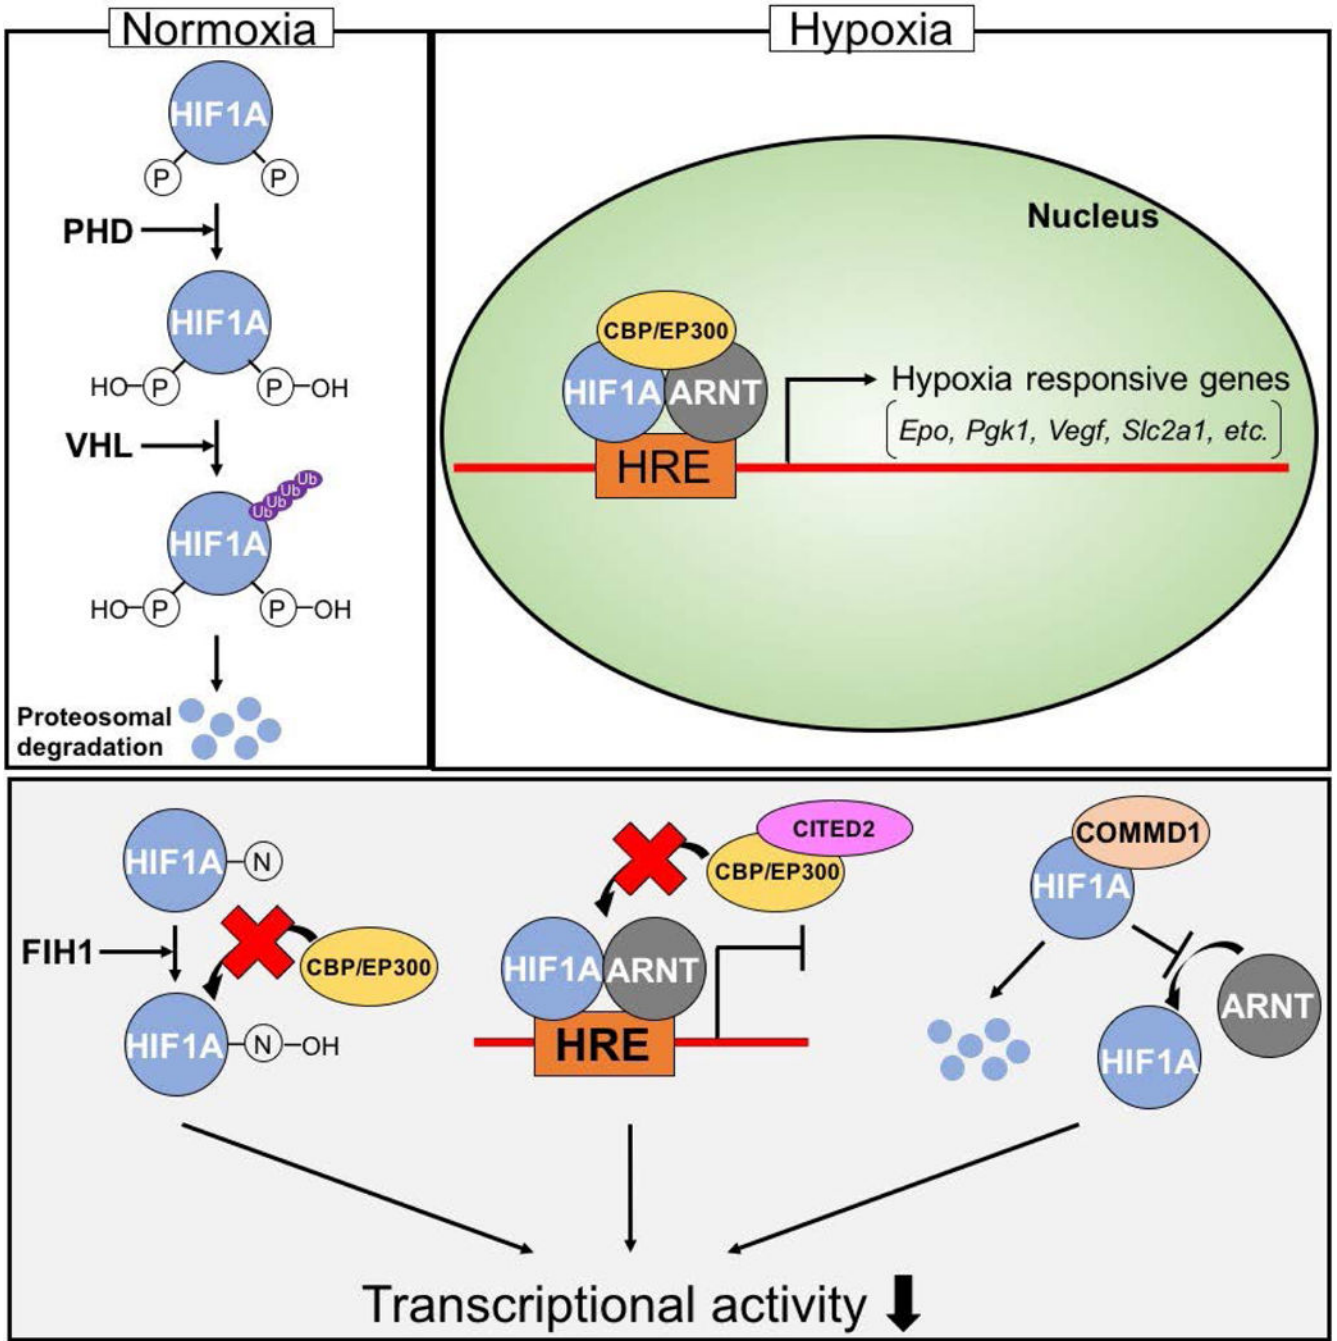 Normoxia
HIF1A
P
P
PHD
HIF1A
HO
P
P
OH
VHL
Ub
Ub
Ub
Ub
HIF1A
HO
P
P
OH
Proteosomal
degradation
Hypoxia
Nucleus
CBP/EP300
HIF1A
ARNT
HRE
Hypoxia responsive genes
Epo, Pgk1, Vegf, Slc2a1, etc.
HIF1A
N
FIH1
CBP/EP300
HIF1A
N
OH
CITED2
CBP/EP300
HIF1A
ARNT
HRE
COMMD1
HIF1A
ARNT
HIF1A
Transcriptional activity